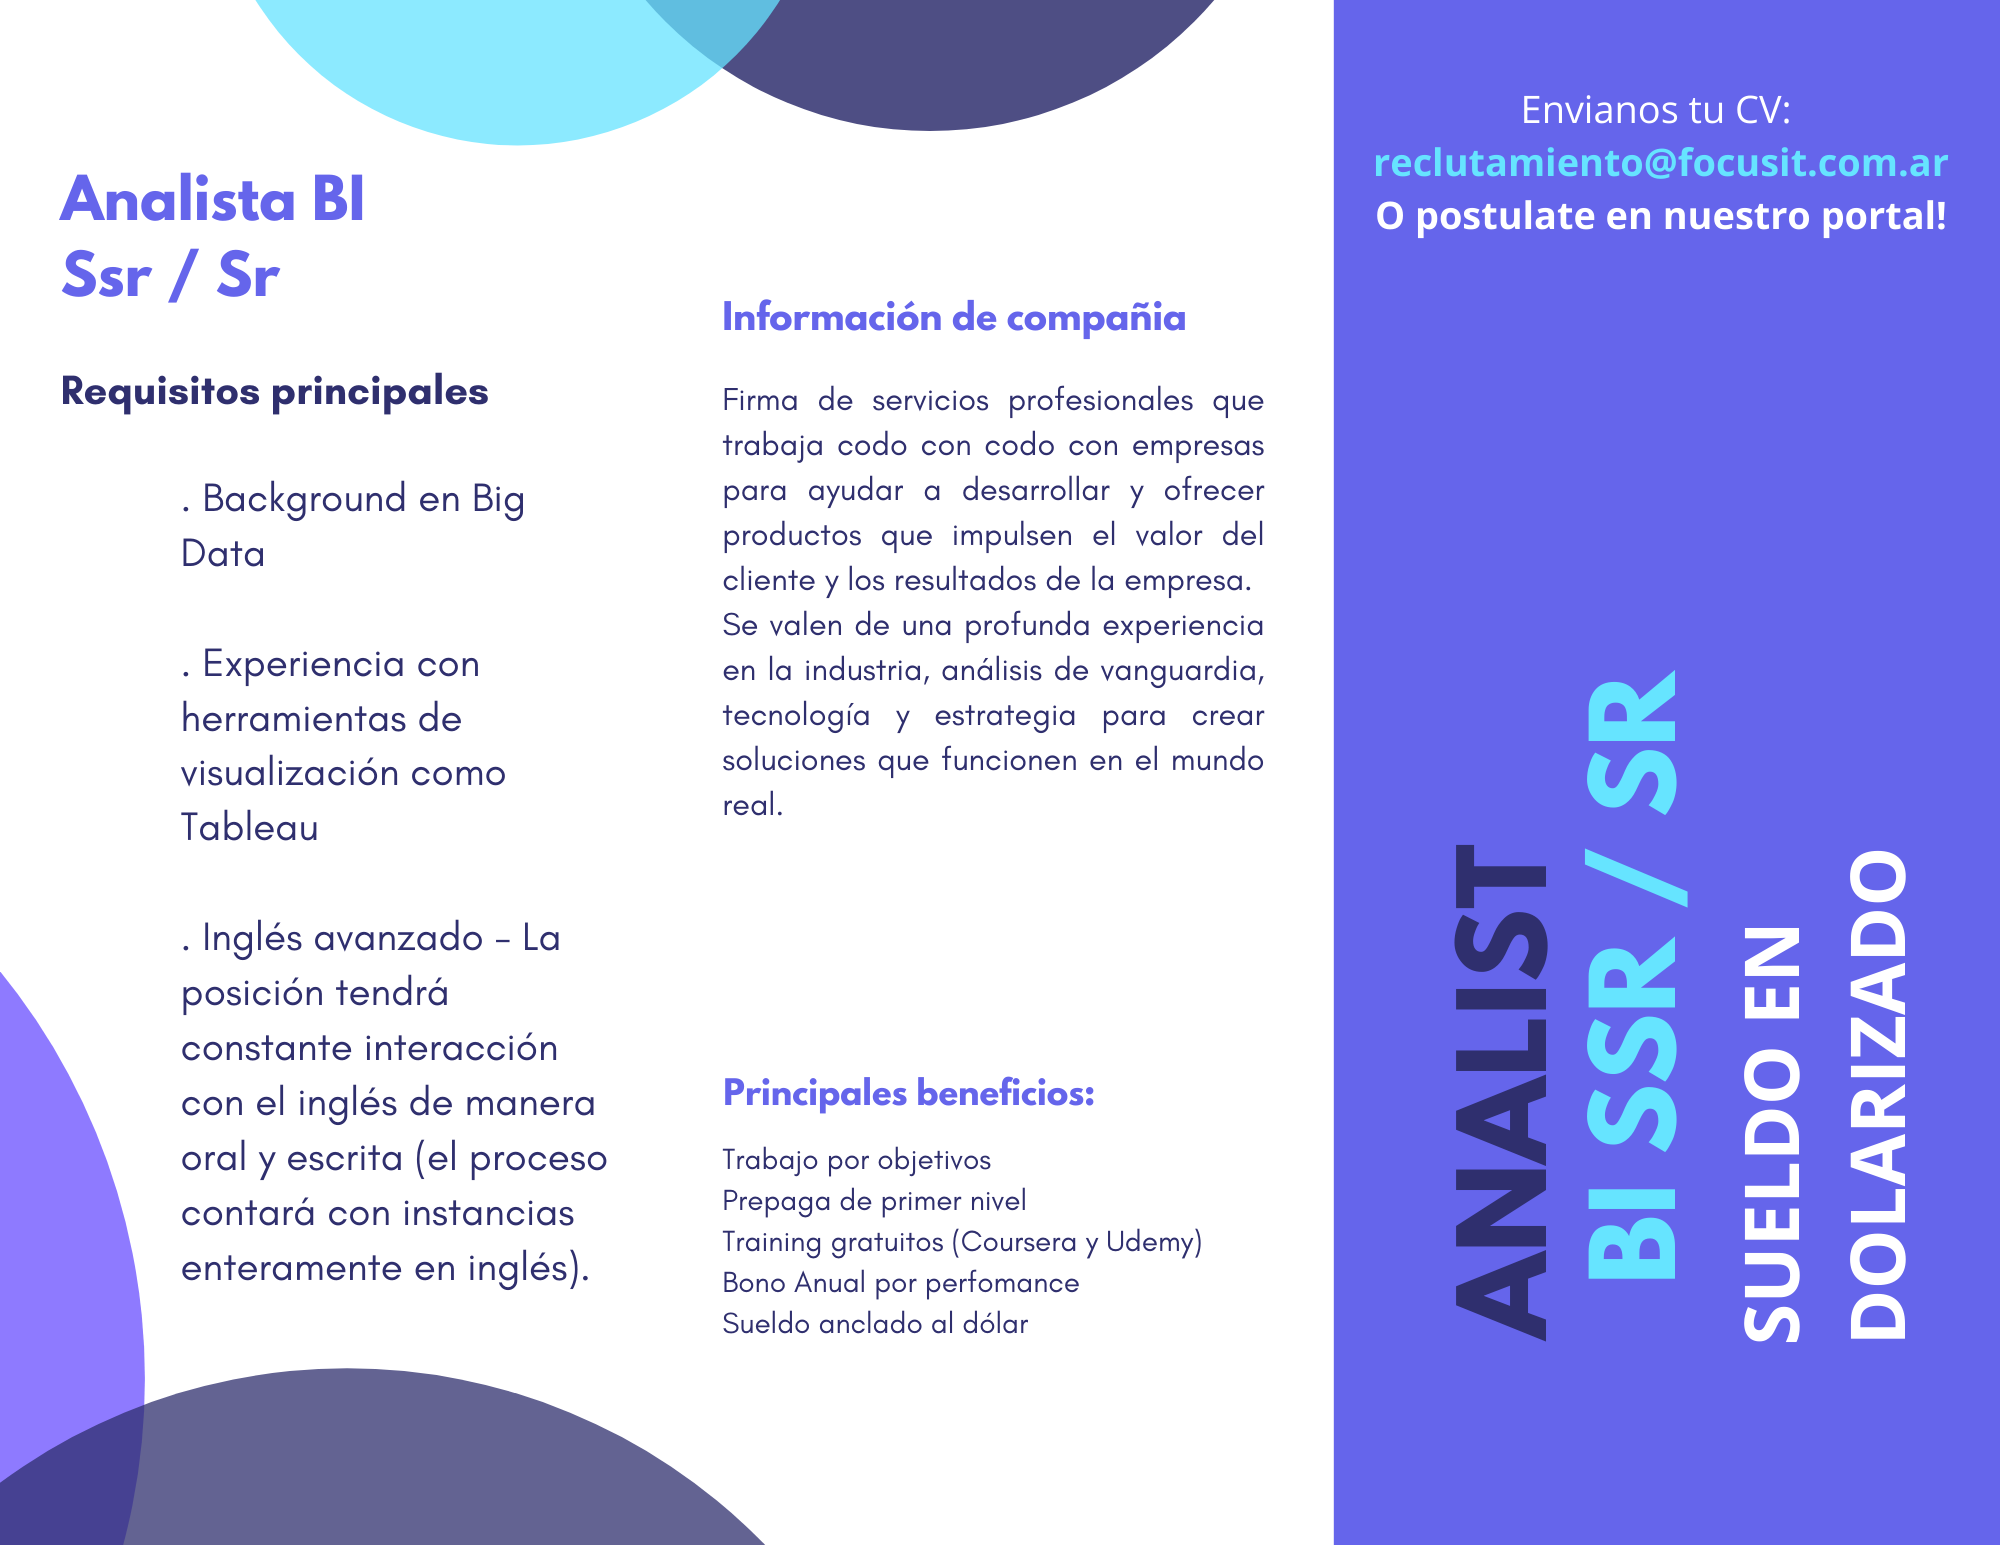 Analista BI
Ssr / Sr
Requisitos principales
. Background en Big
Data
. Experiencia con
herramientas de
visualización como
Tableau
. Inglés avanzado - La
posición tendrá
constante interacción
con el inglés de manera
oral y escrita (el proceso
contará con instancias
enteramente en inglés).
Información de compañia
Firma de servicios profesionales que
trabaja codo con codo con empresas
para ayudar a desarrollar y ofrecer
productos que impulsen el valor del
cliente y los resultados de la empresa.
Se valen de una profunda experiencia
en la industria, análisis de vanguardia,
tecnología y estrategia para crear
soluciones que funcionen en el mundo
real.
Principales beneficios:
Trabajo por objetivos
Prepaga de primer nivel
Training gratuitos (Coursera y Udemy)
Bono Anual por perfomance
Sueldo anclado al dólar
Envianos tu CV:
reclutamiento@focusit.com.ar
O postulate en nuestro portal!
ANALIST
BI SSR / SR
SUELDO EN
DOLARIZADO